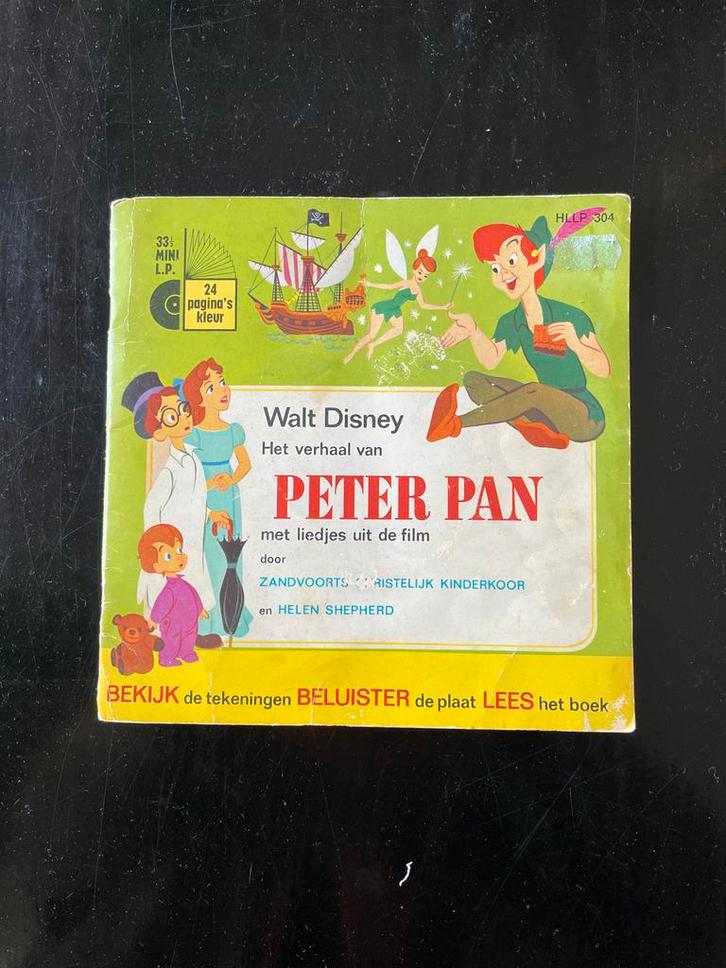 HLLP 304
33⅓
MINI
L.P.
24
pagina's
kleur
Walt Disney
Het verhaal van
PETER PAN
met liedjes uit de film
door
ZANDVOORTS KINDERKOOR
en HELEN SHEPHERD
BEKIJK de tekeningen BELUISTER de plaat LEES het boek